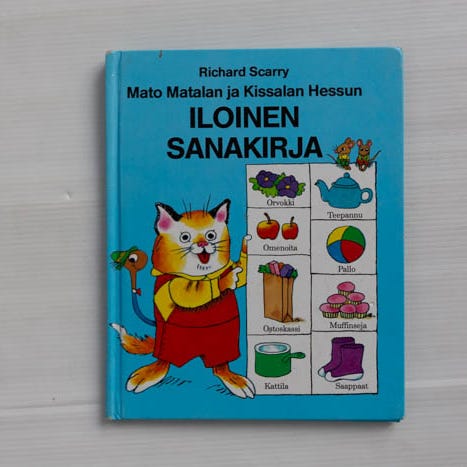 Richard Scarry
Mato Matalan ja Kissalan Hessun
ILOINEN
SANAKIRJA
Orvokki
Teepannu
Omenoita
Pallo
Ostoskassi
Muffinseja
Kattila
Saappaat